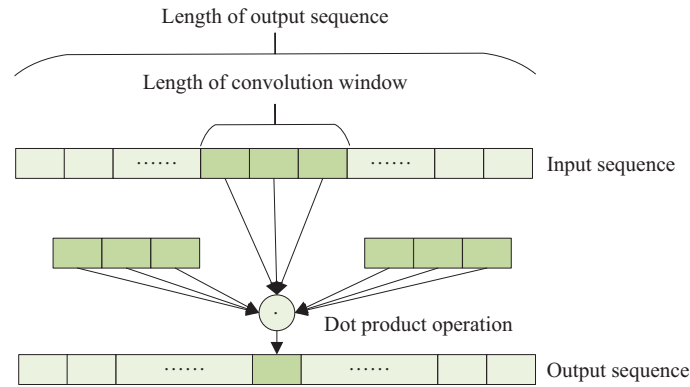 Length of output sequence
Length of convolution window
...... ......
Input sequence
·
Dot product operation
...... ......
Output sequence